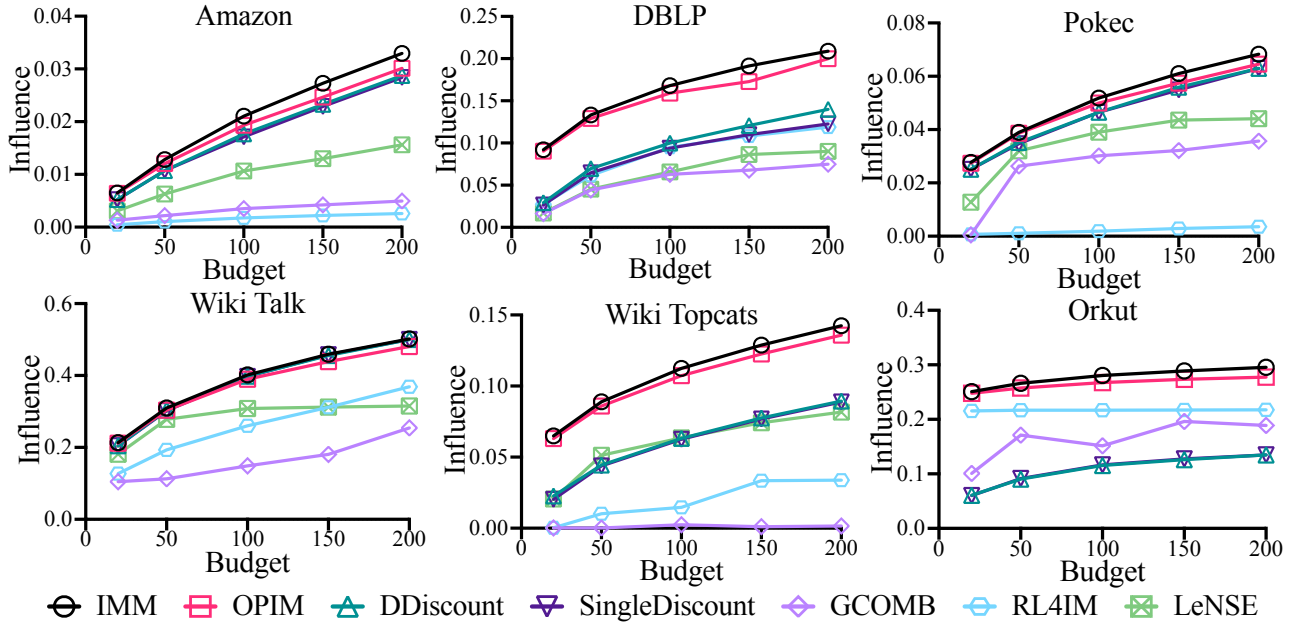 Amazon
0.04
0.03
0.02
0.01
0.00
Influence
0 50 100 150 200
Budget
DBLP
0.25
0.20
0.15
0.10
0.05
0.00
Influence
0 50 100 150 200
Budget
Pokec
0.08
0.06
0.04
0.02
0.00
Influence
0 50 100 150 200
Budget
Wiki Talk
0.6
0.4
0.2
0.0
Influence
0 50 100 150 200
Budget
Wiki Topcats
0.15
0.10
0.05
0.00
Influence
0 50 100 150 200
Budget
Orkut
0.4
0.3
0.2
0.1
0.0
Influence
0 50 100 150 200
Budget
IMM OPIM DDiscount SingleDiscount GCOMB RL4IM LeNSE